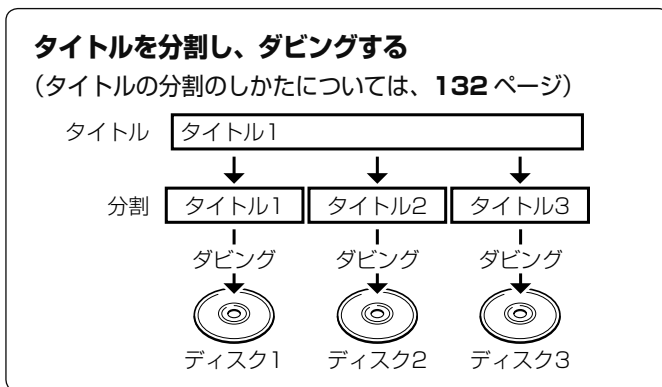 タイトルを分割し、ダビングする
（タイトルの分割のしかたについては、132 ページ）
タイトル タイトル1
分割 タイトル1 タイトル2 タイトル3
ダビング ダビング ダビング
ディスク1 ディスク2 ディスク3